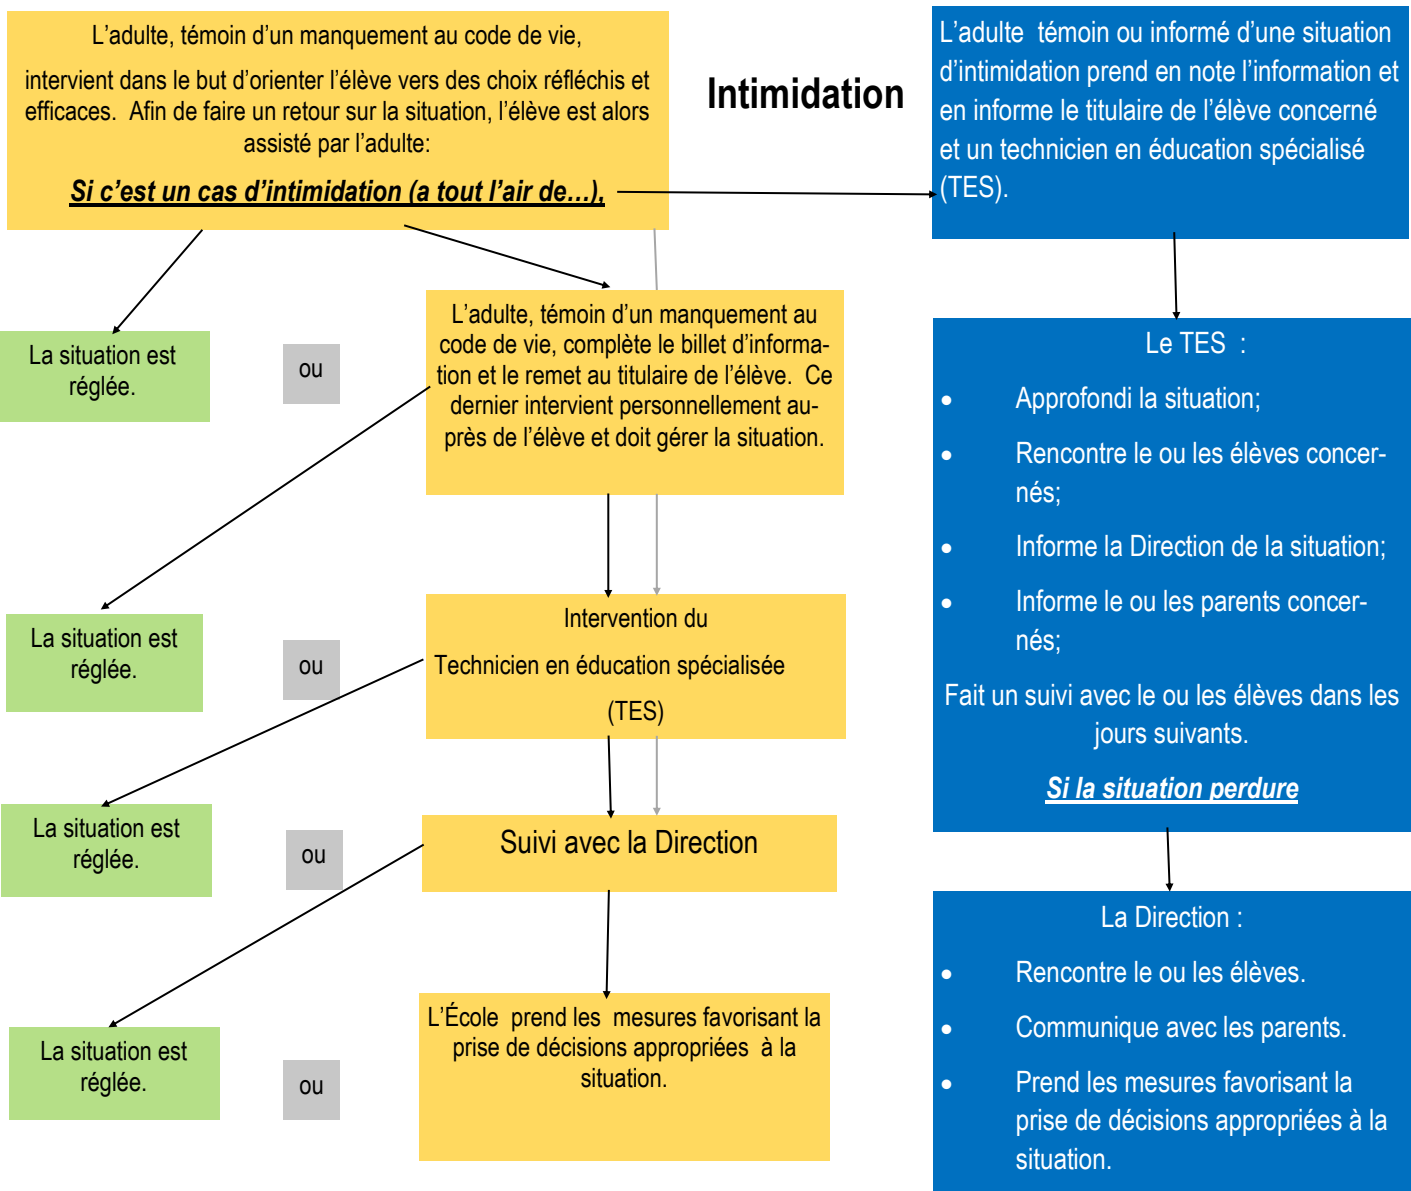 L’adulte, témoin d’un manquement au code de vie,
intervient dans le but d’orienter l’élève vers des choix réfléchis et
efficaces.  Afin de faire un retour sur la situation, l’élève est alors
assisté par l’adulte:
Si c’est un cas d’intimidation (a tout l’air de…),
Intimidation
L’adulte  témoin ou informé d’une situation
d’intimidation prend en note l’information et
en informe le titulaire de l’élève concerné
et un technicien en éducation spécialisé
(TES).
La situation est
réglée.
ou
L’adulte, témoin d’un manquement au
code de vie, complète le billet d’informa-
tion et le remet au titulaire de l’élève.  Ce
dernier intervient personnellement au-
près de l’élève et doit gérer la situation.
La situation est
réglée.
ou
Intervention du
Technicien en éducation spécialisée
(TES)
La situation est
réglée.
ou
Suivi avec la Direction
La situation est
réglée.
ou
L’École  prend les  mesures favorisant la
prise de décisions appropriées  à la
situation.
Le TES  :
• Approfondi la situation;
• Rencontre le ou les élèves concer-
nés;
• Informe la Direction de la situation;
• Informe le ou les parents concer-
nés;
Fait un suivi avec le ou les élèves dans les
jours suivants.
Si la situation perdure
La Direction :
• Rencontre le ou les élèves.
• Communique avec les parents.
• Prend les mesures favorisant la
prise de décisions appropriées à la
situation.